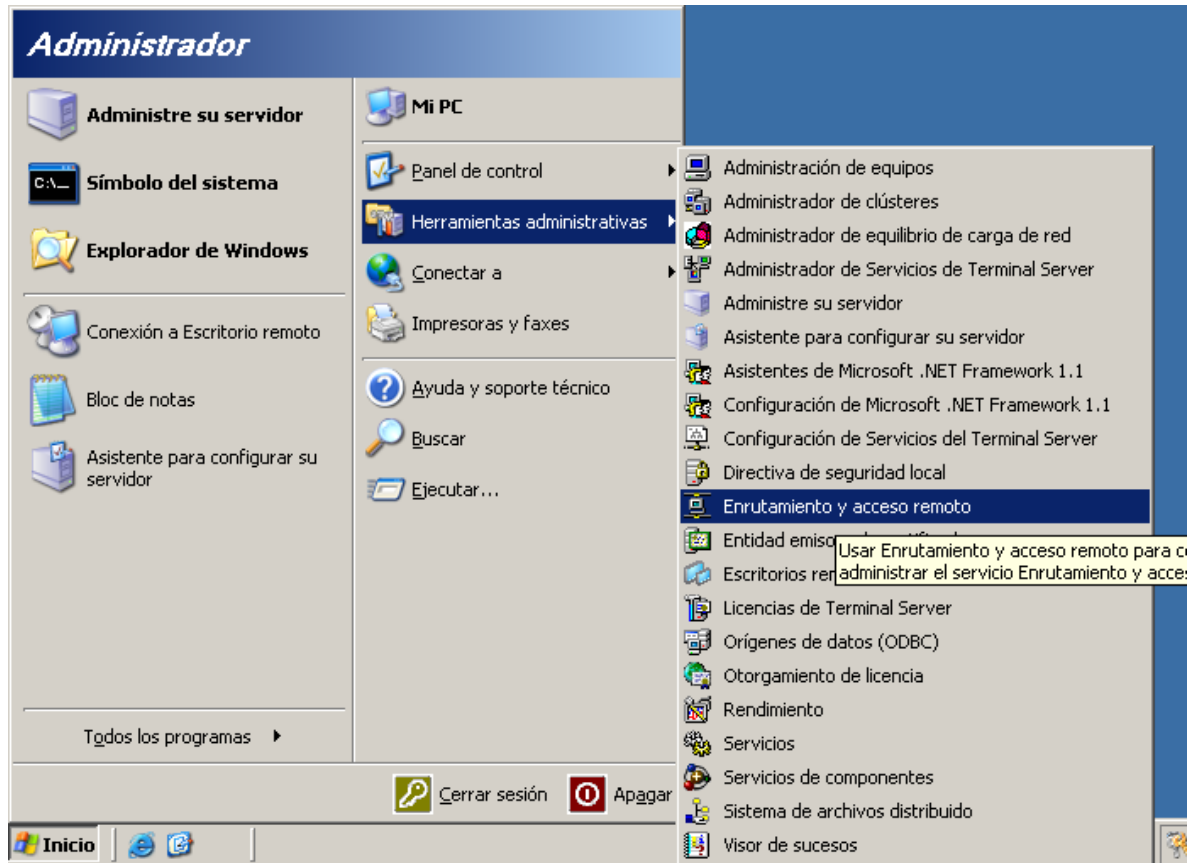 Administrador
Administre su servidor
Símbolo del sistema
Explorador de Windows
Conexión a Escritorio remoto
Bloc de notas
Asistente para configurar su
servidor
Todos los programas
Mi PC
Panel de control
Herramientas administrativas
Conectar a
Impresoras y faxes
Ayuda y soporte técnico
Buscar
Ejecutar...
Administración de equipos
Administrador de clústeres
Administrador de equilibrio de carga de red
Administrador de Servicios de Terminal Server
Administre su servidor
Asistente para configurar su servidor
Asistentes de Microsoft .NET Framework 1.1
Configuración de Microsoft .NET Framework 1.1
Configuración de Servicios del Terminal Server
Directiva de seguridad local
Enrutamiento y acceso remoto
Entidad
Usar Enrutamiento y acceso remoto para
administrar el servicio Enrutamiento y
Escritorios
Licencias de Terminal Server
Orígenes de datos (ODBC)
Otorgamiento de licencia
Rendimiento
Servicios
Servicios de componentes
Sistema de archivos distribuido
Visor de sucesos
Cerrar sesión
Apagar
Inicio
C:\_